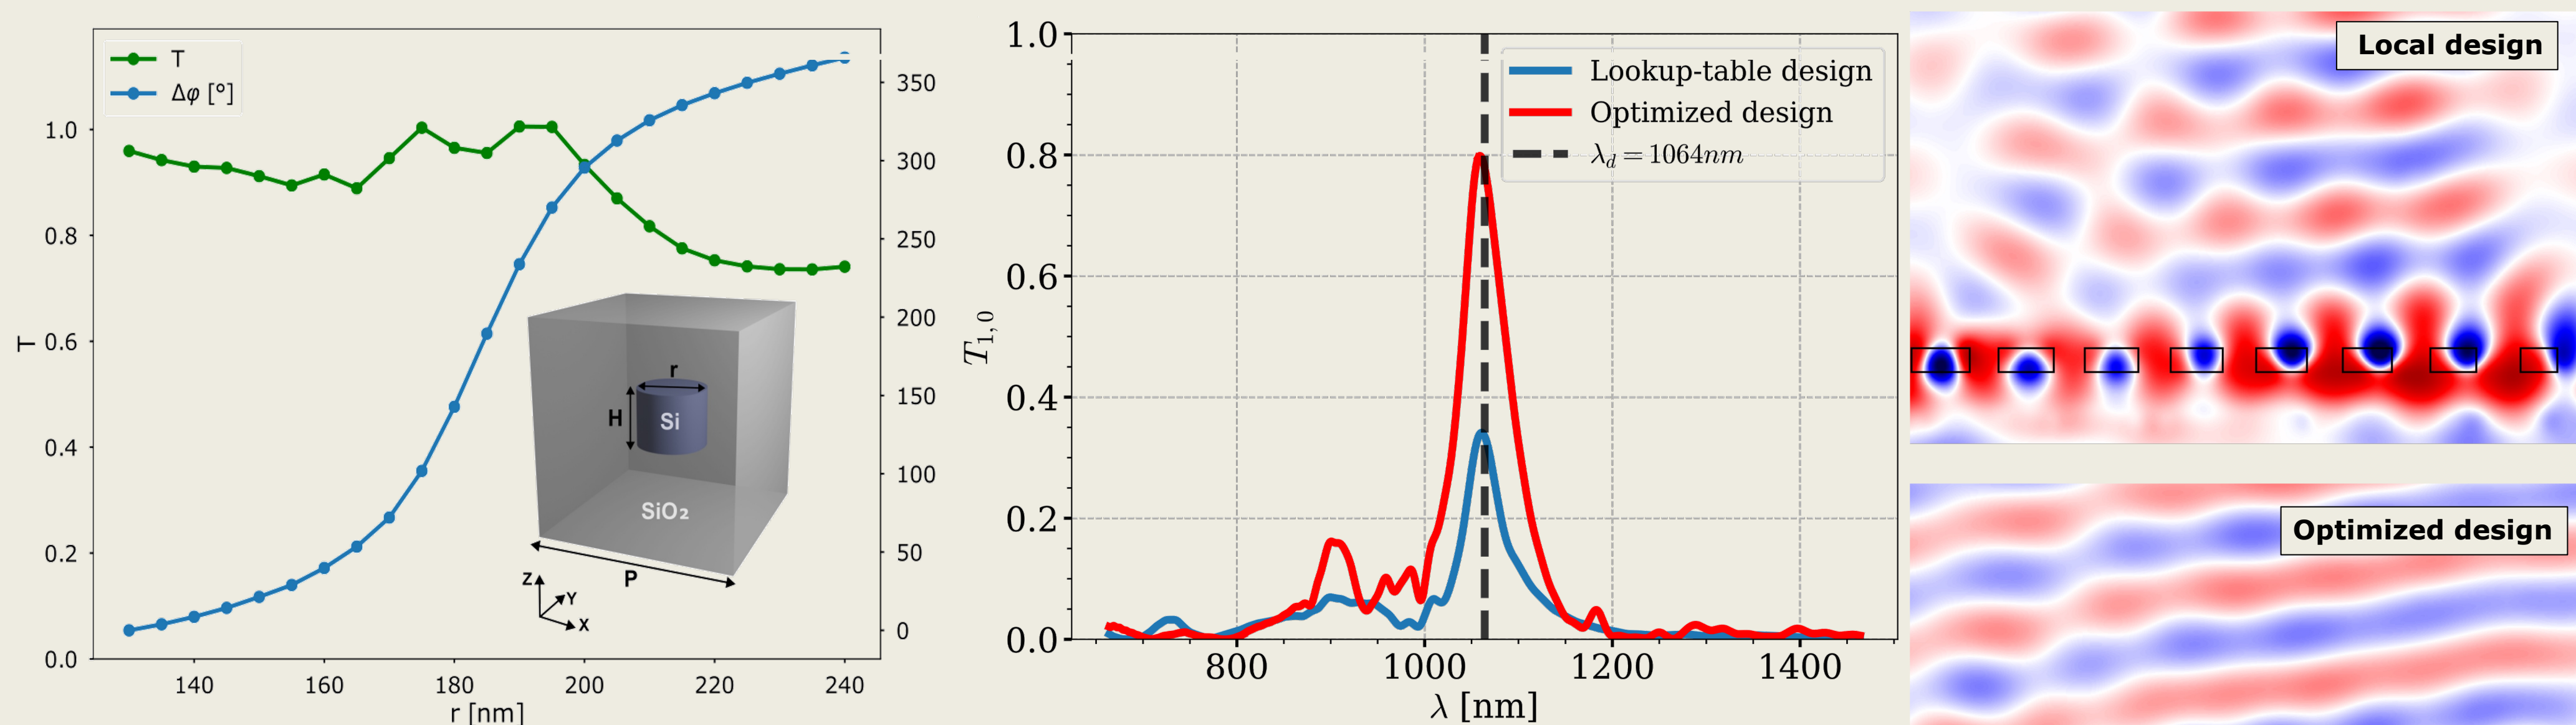 T
Δφ [°]
1.0
0.8
0.6
0.4
0.2
0.0
T
350
300
250
200
150
100
50
0
140 160 180 200 220 240
r [nm]
r
H
Si
SiO₂
P
Z
Y
X
1.0
0.8
0.6
0.4
0.2
0.0
T₁,₀
800 1000 1200 1400
λ [nm]
Lookup-table design
Optimized design
λd = 1064nm
Local design
Optimized design